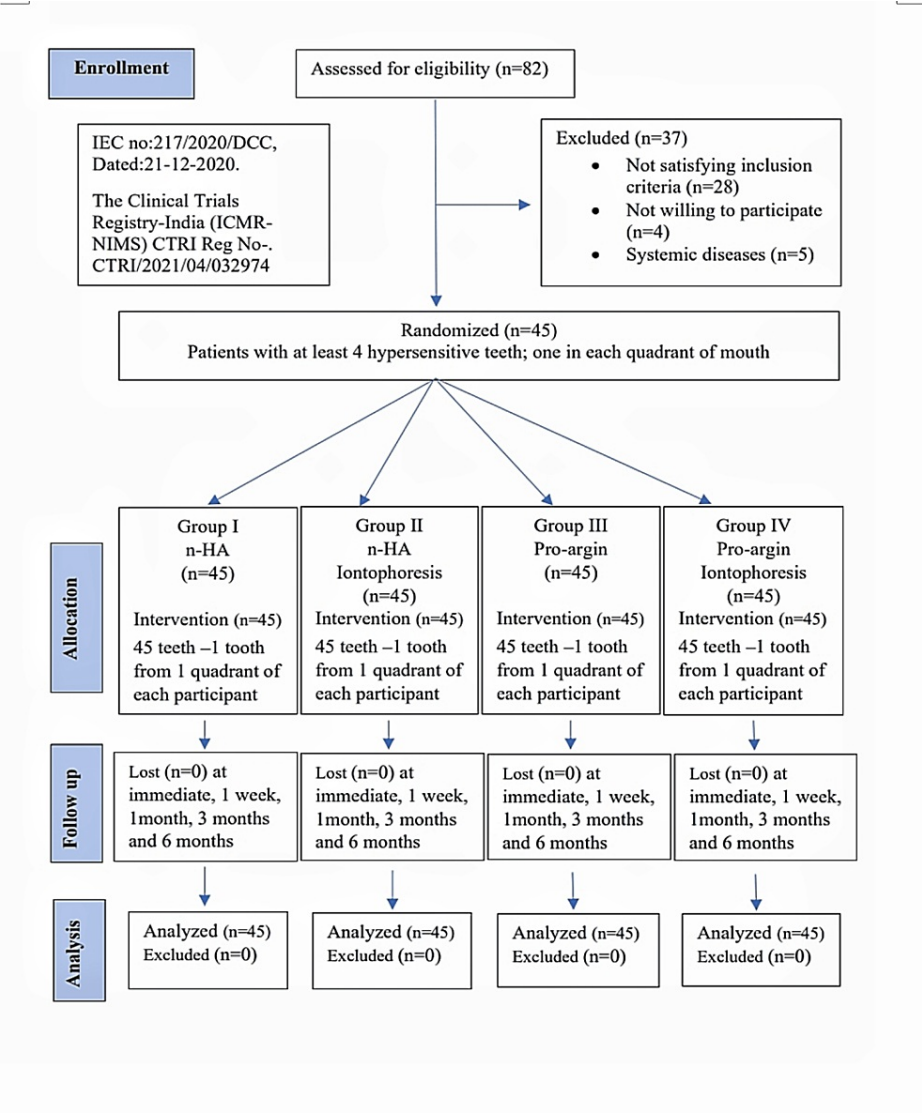 Enrollment
Assessed for eligibility (n=82)
IEC no:217/2020/DCC,
Dated:21-12-2020.
The Clinical Trials
Registry-India (ICMR-
NIMS) CTRI Reg No-.
CTRI/2021/04/032974
Excluded (n=37)
• Not satisfying inclusion
criteria (n=28)
• Not willing to participate
(n=4)
• Systemic diseases (n=5)
Randomized (n=45)
Patients with at least 4 hypersensitive teeth; one in each quadrant of mouth
Allocation
Group I
n-HA
(n=45)
Intervention (n=45)
45 teeth –1 tooth
from 1 quadrant of
each participant
Group II
n-HA
Iontophoresis
(n=45)
Intervention (n=45)
45 teeth –1 tooth
from 1 quadrant of
each participant
Group III
Pro-argin
(n=45)
Intervention (n=45)
45 teeth –1 tooth
from 1 quadrant of
each participant
Group IV
Pro-argin
Iontophoresis
(n=45)
Intervention (n=45)
45 teeth –1 tooth
from 1 quadrant of
each participant
Follow up
Lost (n=0) at
immediate, 1 week,
1month, 3 months
and 6 months
Lost (n=0) at
immediate, 1 week,
1month, 3 months
and 6 months
Lost (n=0) at
immediate, 1 week,
1month, 3 months
and 6 months
Lost (n=0) at
immediate, 1 week,
1month, 3 months
and 6 months
Analysis
Analyzed (n=45)
Excluded (n=0)
Analyzed (n=45)
Excluded (n=0)
Analyzed (n=45)
Excluded (n=0)
Analyzed (n=45)
Excluded (n=0)